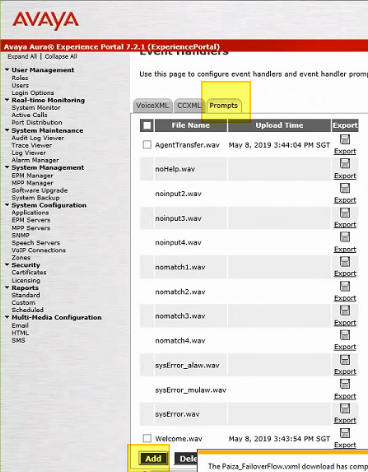 AVAYA
Avaya Aura® Experience Portal 7.2.1 (ExperiencePortal)
Expand All | Collapse All
▼ User Management
Roles
Users
Login Options
▼ Real-time Monitoring
System Monitor
Active Calls
Port Distribution
▼ System Maintenance
Audit Log Viewer
Trace Viewer
Log Viewer
Alarm Manager
▼ System Management
EPM Manager
MPP Manager
Software Upgrade
System Backup
▼ System Configuration
Applications
EPM Servers
MPP Servers
SNMP
Speech Servers
VoIP Connections
Zones
▼ Security
Certificates
Licensing
▼ Reports
Standard
Custom
Scheduled
▼ Multi-Media Configuration
Email
HTML
SMS
Event Handlers
Use this page to configure event handlers and event handler prom
VoiceXML CCXML Prompts
File Name Upload Time Export
AgentTransfer.wav May 8, 2019 3:44:04 PM SGT Export
noHelp.wav Export
noinput2.wav Export
noinput3.wav Export
noinput4.wav Export
nomatch1.wav Export
nomatch2.wav Export
nomatch3.wav Export
nomatch4.wav Export
sysError_alaw.wav Export
sysError_mulaw.wav Export
sysError.wav Export
Welcome.wav May 8, 2019 3:43:54 PM SGT Export
Add Dele
The Paiza_FailoverFlow.vxml download has comp